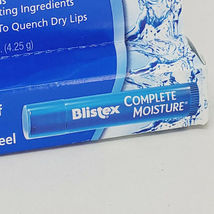 ting Ingredients
To Quench Dry Lips
(4.25 g)
f
eel
Blistex COMPLETE
MOISTURE